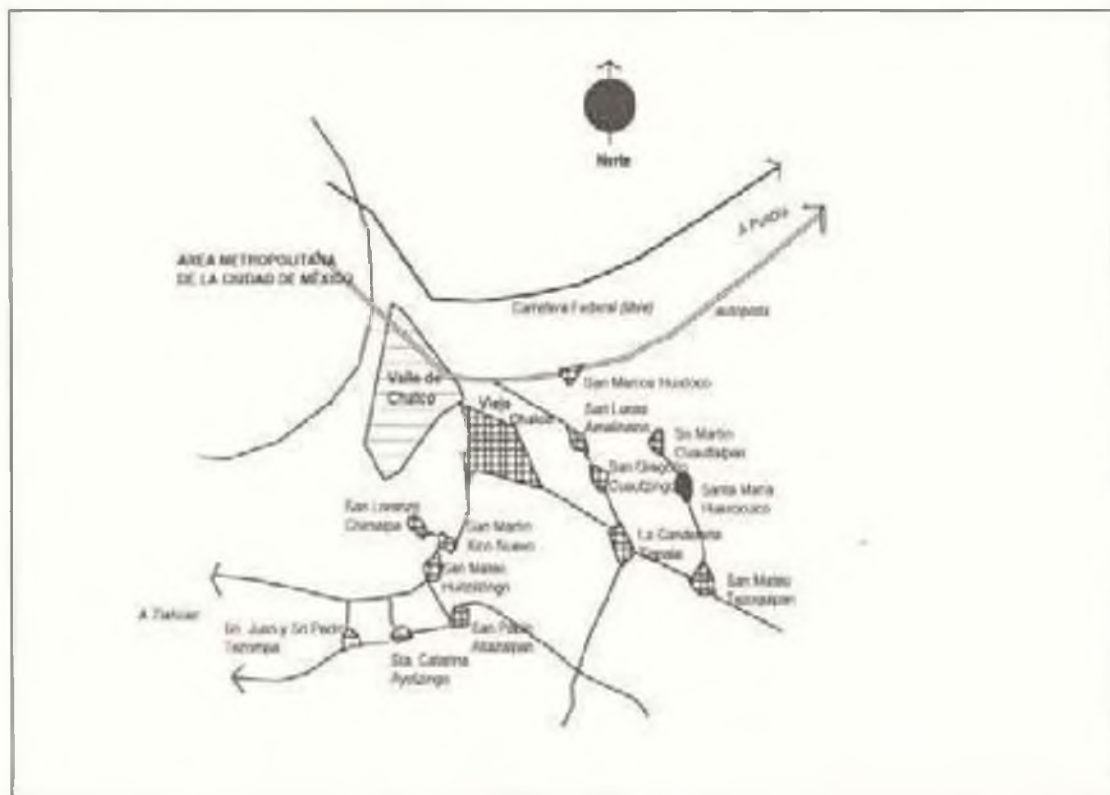 Norte
A Puebla
AREA METROPOLITANA
DE LA CIUDAD DE MÉXICO
Carretera Federal (libre)
autopista
Valle de
Chalco
San Marcos Huixtoco
Viejo
Chalco
San Lucas
Amalinalco
Sn. Martín
Cuautlalpan
San Gregorio
Cuautzingo
Santa María
Huexoculco
San Lorenzo
Chimalpa
San Martín
Xico Nuevo
La Candelaria
Tlapala
San Mateo
Huitzilzingo
San Mateo
Tezoquipan
A Tláhuac
Sn. Juan y Sn Pedro
Tezompa
San Pablo
Atlazalpan
Sta. Catarina
Ayotzingo